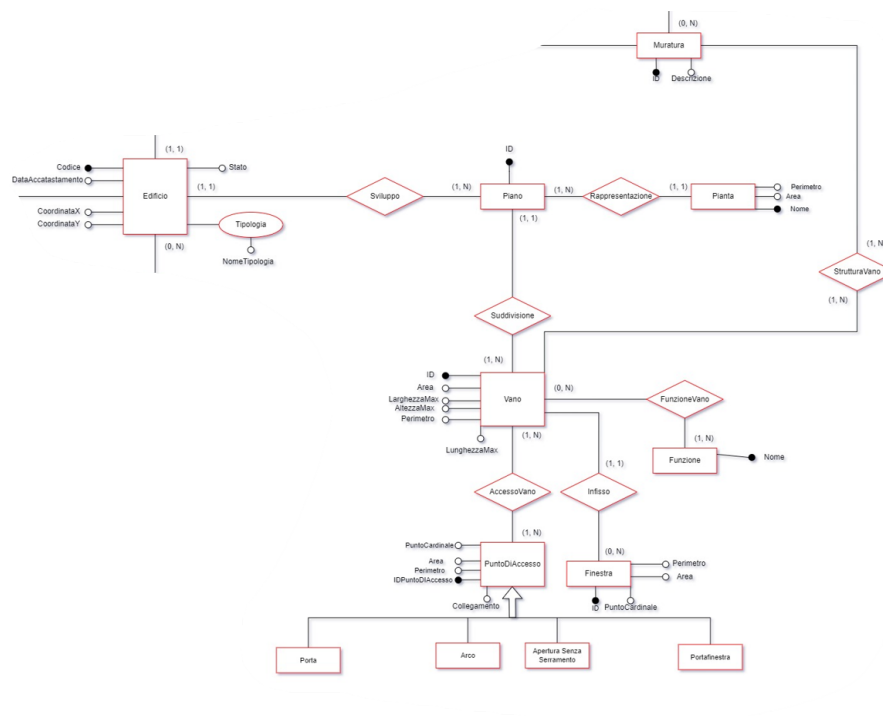 (0, N)
Muratura
ID
Descrizione
ID
(1, 1)
Codice
Stato
DataAccatastamento
(1, 1)
(1, N)
(1, N)
(1, 1)
Perimetro
Edificio
Sviluppo
Piano
Rappresentazione
Pianta
Area
Nome
CoordinataX
(1, 1)
CoordinataY
Tipologia
(0, N)
(1, N)
NomeTipologia
StrutturaVano
(1, N)
Suddivisione
(1, N)
ID
Area
(0, N)
LarghezzaMax
Vano
FunzioneVano
AltezzaMax
Perimetro
(1, N)
(1, N)
LunghezzaMax
Funzione
Nome
(1, 1)
AccessoVano
Infisso
(1, N)
PuntoCardinale
(0, N)
Area
PuntoDiAccesso
Perimetro
Perimetro
Finestra
Area
IDPuntoDIAccesso
Collegamento
ID
PuntoCardinale
Porta
Arco
Apertura Senza
Serramento
Portafinestra